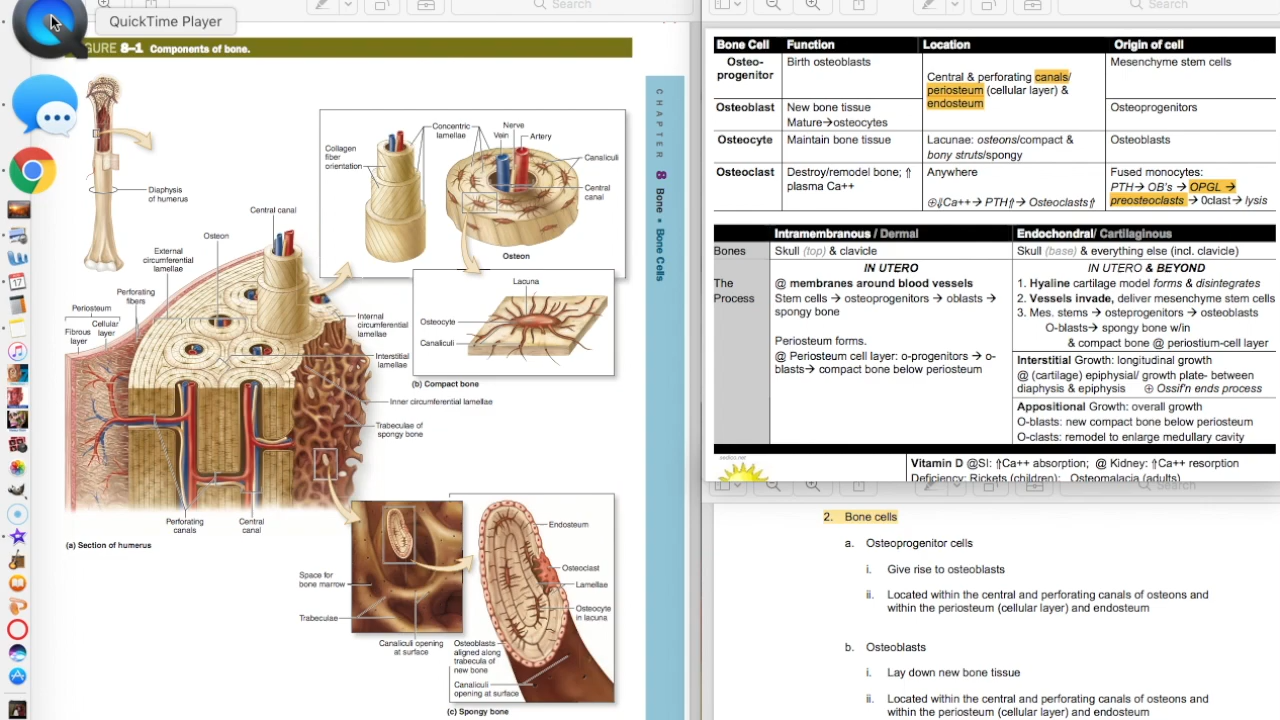 QuickTime Player
Search
Search
GURE 8–1 Components of bone.
CHAPTER 8 Bone • Bone Cells
Diaphysis
of humerus
Collagen
fiber
orientation
Concentric
lamellae
Nerve
Vein
Artery
Canaliculi
Central
canal
Osteon
Central canal
Osteon
External
circumferential
lamellae
Perforating
fibers
Periosteum
Cellular
layer
Fibrous
layer
Internal
circumferential
lamellae
Interstitial
lamellae
Inner circumferential lamellae
Trabeculae of
spongy bone
Lacuna
Osteocyte
Canaliculi
(b) Compact bone
Perforating
canals
Central
canal
(a) Section of humerus
Space for
bone marrow
Trabeculae
Canaliculi opening
at surface
Endosteum
Osteoclast
Lamellae
Osteocyte
in lacuna
Osteoblasts
aligned along
trabecula of
new bone
Canaliculi
opening at surface
(c) Spongy bone
Bone Cell Function Location Origin of cell
Osteo-
progenitor
Birth osteoblasts
Central & perforating canals/
periosteum (cellular layer) &
endosteum
Mesenchyme stem cells
Osteoblast
New bone tissue
Mature→osteocytes
Osteoprogenitors
Osteocyte
Maintain bone tissue
Lacunae: osteons/compact &
bony struts/spongy
Osteoblasts
Osteoclast
Destroy/remodel bone; ⇑
plasma Ca++
Anywhere
⊕⇓Ca++→ PTH⇑→ Osteoclasts⇑
Fused monocytes:
PTH→ OB's → OPGL →
preosteoclasts → 0clast→ lysis
Intramembranous / Dermal
Endochondral/ Cartilaginous
Bones
Skull (top) & clavicle
Skull (base) & everything else (incl. clavicle)
The
Process
IN UTERO
@ membranes around blood vessels
Stem cells → osteoprogenitors → oblasts →
spongy bone
Periosteum forms.
@ Periosteum cell layer: o-progenitors → o-
blasts→ compact bone below periosteum
IN UTERO & BEYOND
1. Hyaline cartilage model forms & disintegrates
2. Vessels invade, deliver mesenchyme stem cells
3. Mes. stems → osteprogenitors → osteoblasts
O-blasts→ spongy bone w/in
& compact bone @ periostium-cell layer
Interstitial Growth: longitudinal growth
@ (cartilage) epiphysial/ growth plate- between
diaphysis & epiphysis ⊕ Ossif'n ends process
Appositional Growth: overall growth
O-blasts: new compact bone below periosteum
O-clasts: remodel to enlarge medullary cavity
Vitamin D @SI: ⇑Ca++ absorption; @ Kidney: ⇑Ca++ resorption
Deficiency: Rickets (children); Osteomalacia (adults)
Search
2. Bone cells
a. Osteoprogenitor cells
i. Give rise to osteoblasts
ii. Located within the central and perforating canals of osteons and
within the periosteum (cellular layer) and endosteum
b. Osteoblasts
i. Lay down new bone tissue
ii. Located within the central and perforating canals of osteons and
within the periosteum (cellular layer) and endosteum